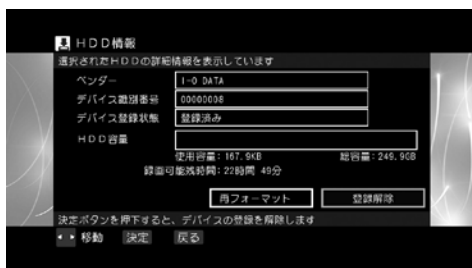 HDD情報
選択されたHDDの詳細情報を表示しています
ベンダー I-O DATA
デバイス識別番号 00000008
デバイス登録状態 登録済み
HDD容量
使用容量：167.9KB 総容量：249.9GB
録画可能残時間：22時間 49分
再フォーマット 登録解除
決定ボタンを押下すると、デバイスの登録を解除します
移動 決定 戻る